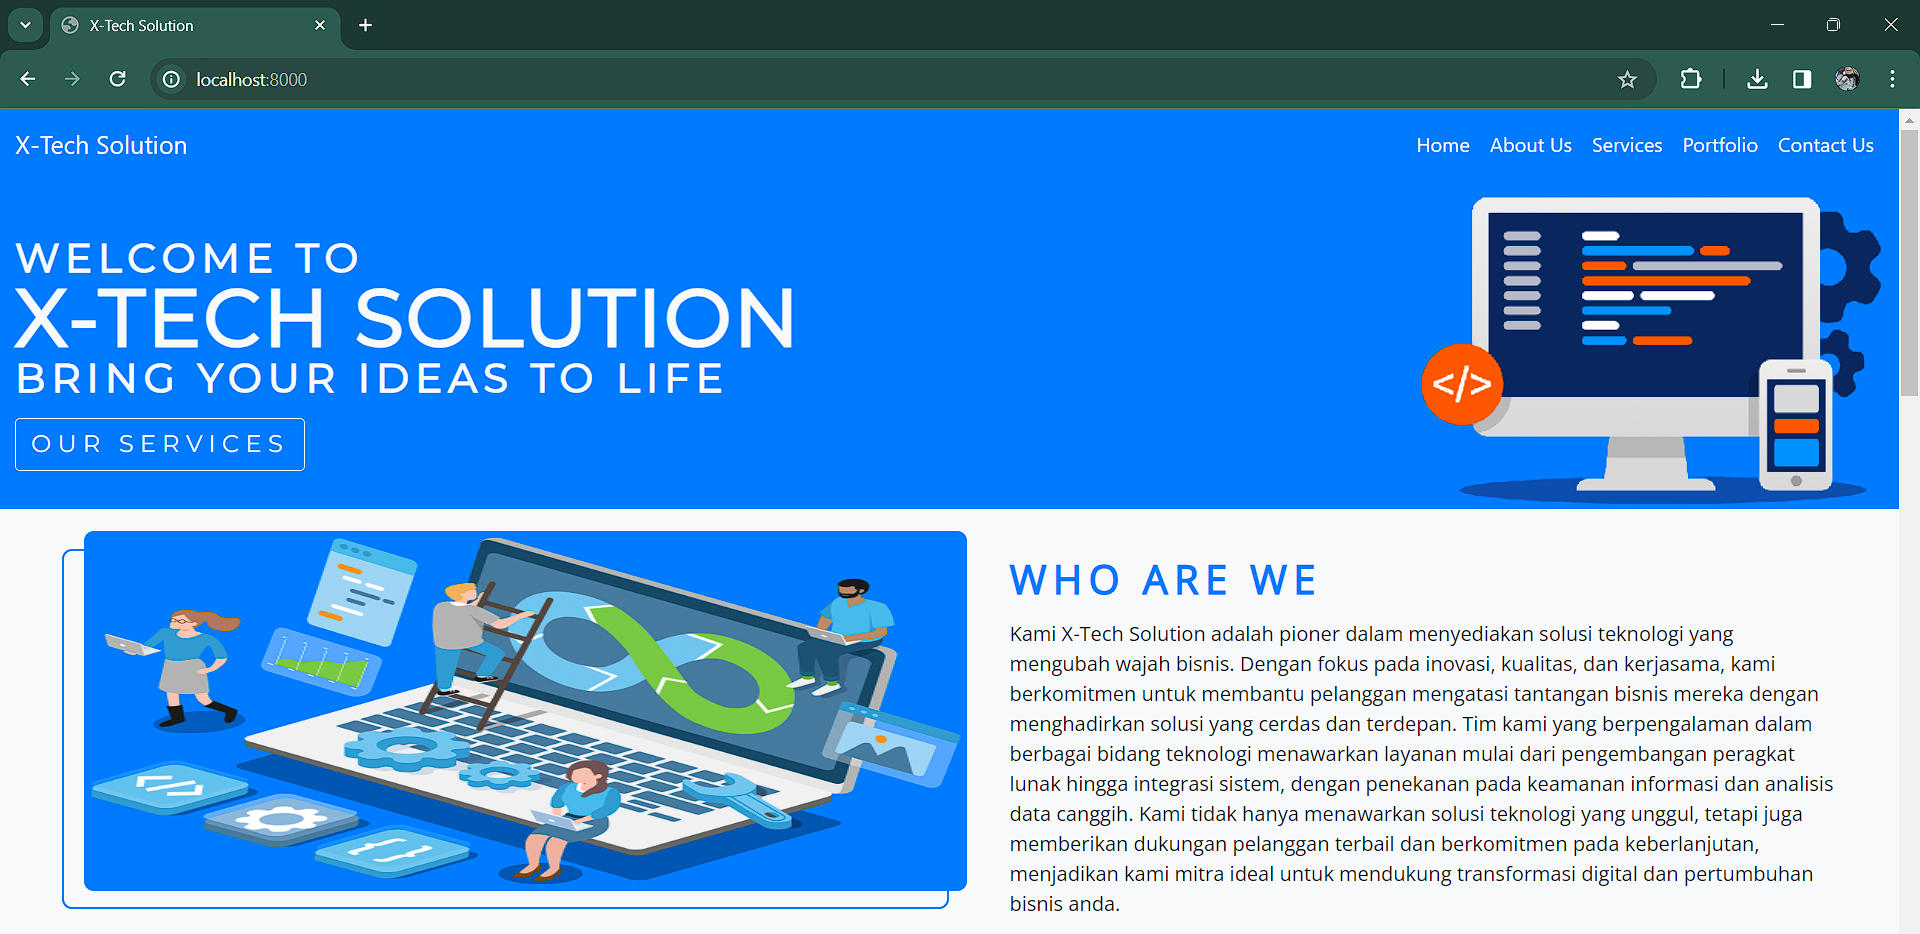 X-Tech Solution
localhost:8000
X-Tech Solution
Home About Us Services Portfolio Contact Us
WELCOME TO
X-TECH SOLUTION
BRING YOUR IDEAS TO LIFE
OUR SERVICES
</>
WHO ARE WE
Kami X-Tech Solution adalah pioner dalam menyediakan solusi teknologi yang
mengubah wajah bisnis. Dengan fokus pada inovasi, kualitas, dan kerjasama, kami
berkomitmen untuk membantu pelanggan mengatasi tantangan bisnis mereka dengan
menghadirkan solusi yang cerdas dan terdepan. Tim kami yang berpengalaman dalam
berbagai bidang teknologi menawarkan layanan mulai dari pengembangan peragkat
lunak hingga integrasi sistem, dengan penekanan pada keamanan informasi dan analisis
data canggih. Kami tidak hanya menawarkan solusi teknologi yang unggul, tetapi juga
memberikan dukungan pelanggan terbail dan berkomitmen pada keberlanjutan,
menjadikan kami mitra ideal untuk mendukung transformasi digital dan pertumbuhan
bisnis anda.